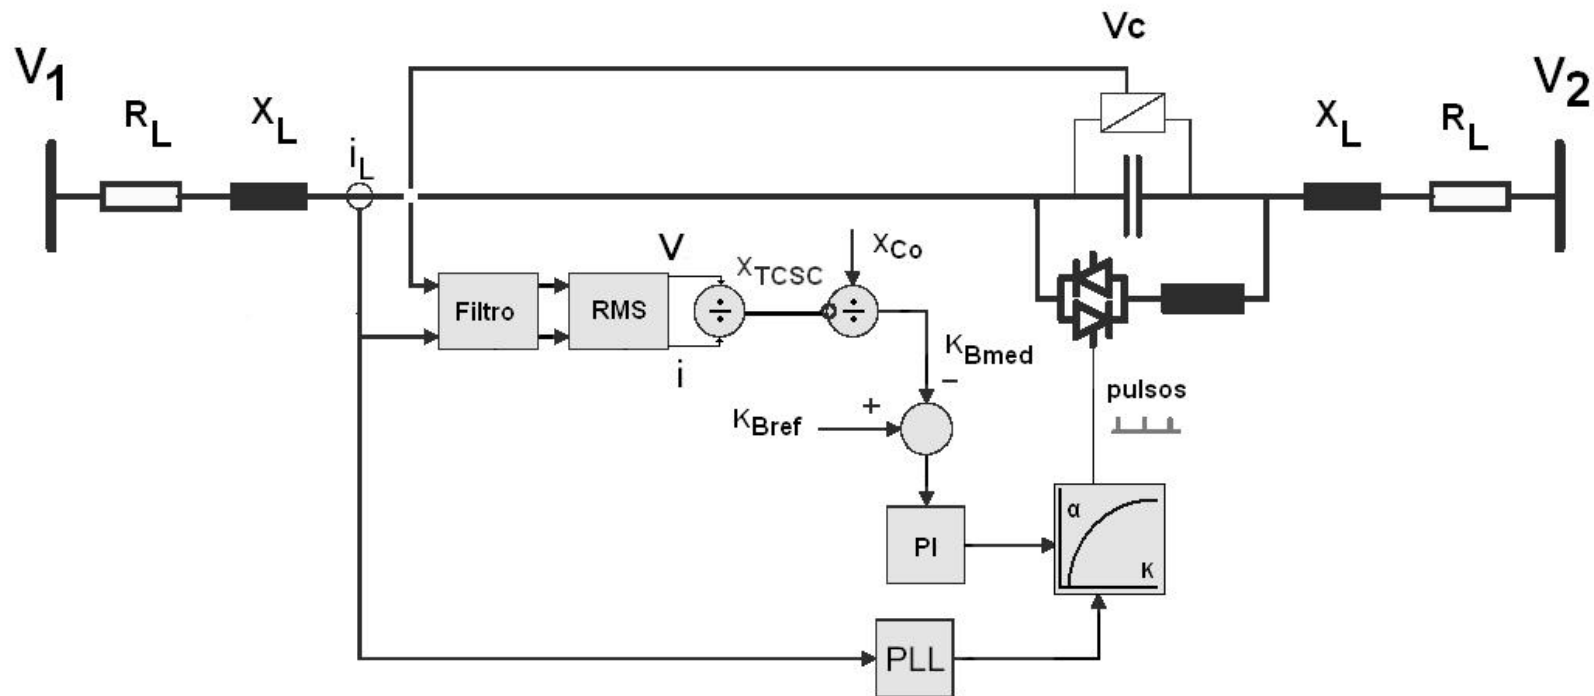 Vc
V1
V2
RL
XL
iL
XL
RL
V
XTCSC
XCo
Filtro
RMS
÷
÷
i
KBmed
−
+
KBref
pulsos
α
K
PI
PLL